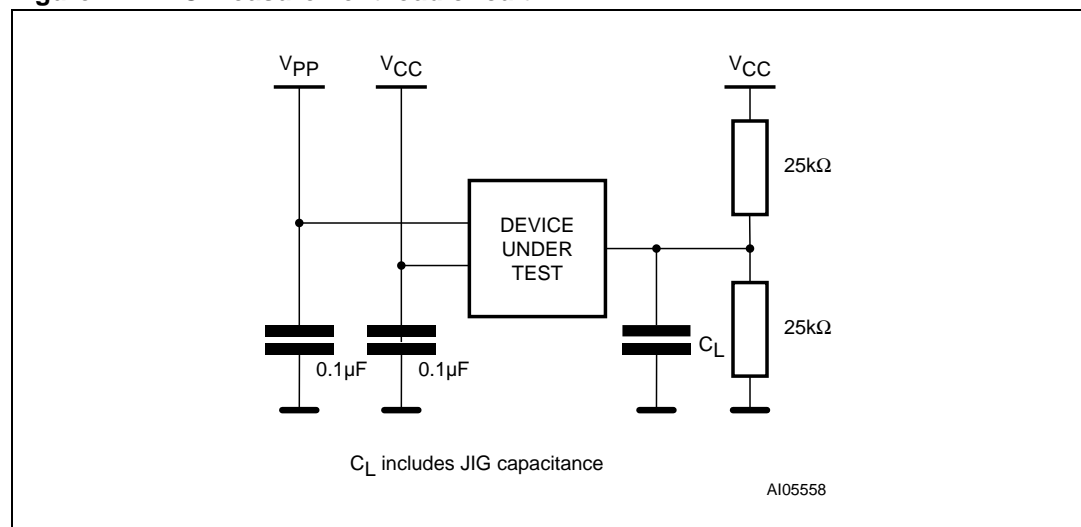 VPP
VCC
VCC
25kΩ
DEVICE
UNDER
TEST
25kΩ
CL
0.1µF
0.1µF
CL includes JIG capacitance
AI05558